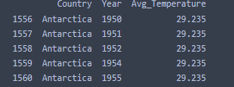 Country Year Avg_Temperature
1556 Antarctica 1950 29.235
1557 Antarctica 1951 29.235
1558 Antarctica 1952 29.235
1559 Antarctica 1954 29.235
1560 Antarctica 1955 29.235